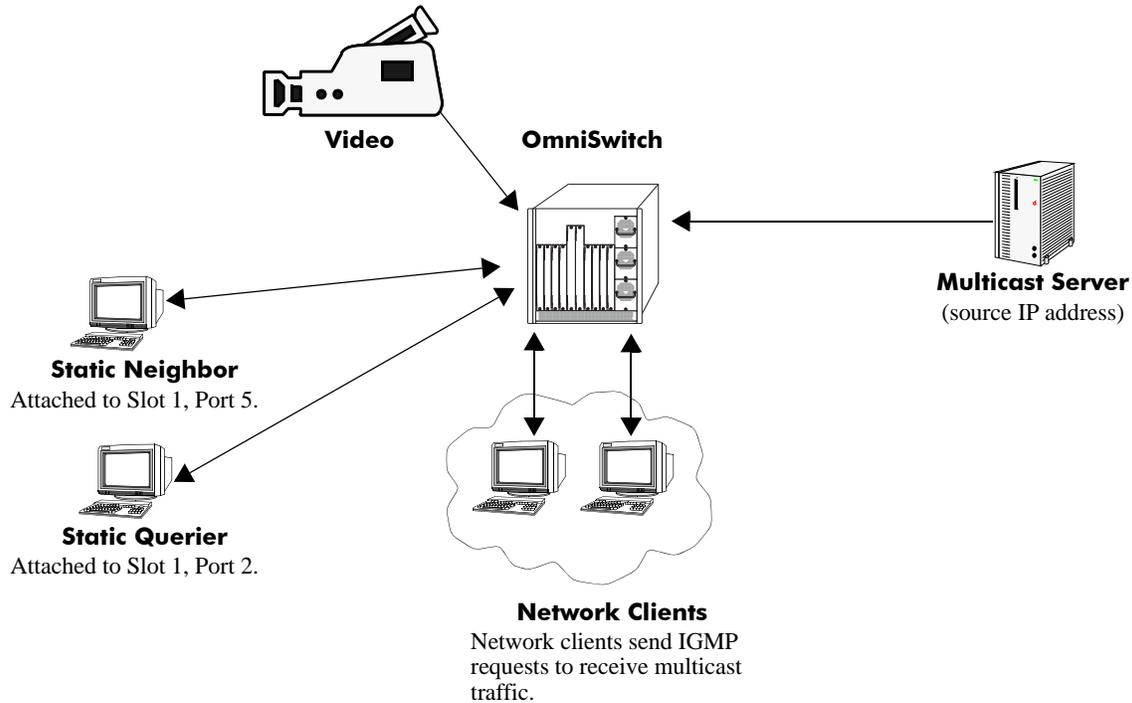 Video
OmniSwitch
Multicast Server
(source IP address)
Static Neighbor
Attached to Slot 1, Port 5.
Static Querier
Attached to Slot 1, Port 2.
Network Clients
Network clients send IGMP
requests to receive multicast
traffic.